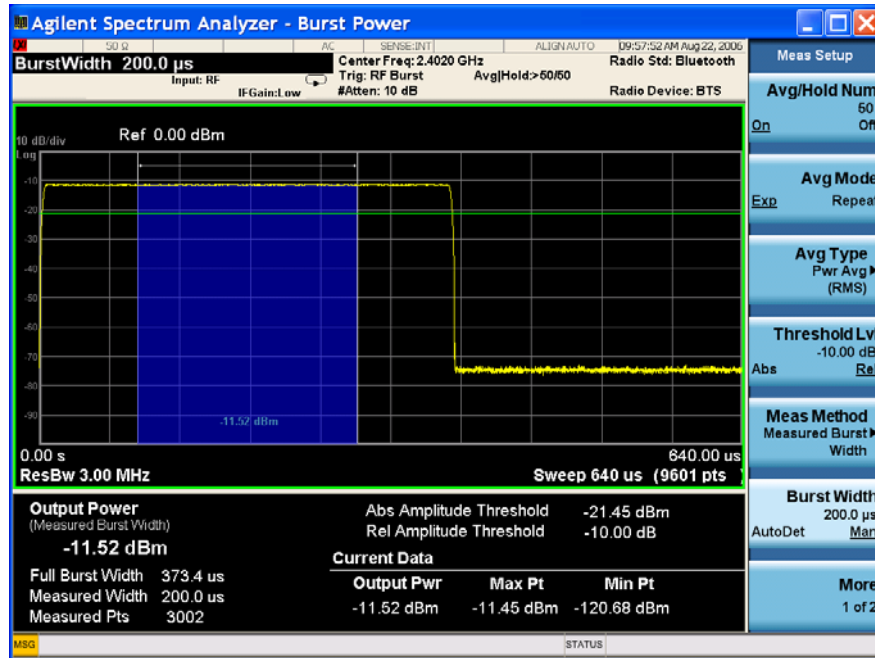 Agilent Spectrum Analyzer - Burst Power
50 Ω AC SENSE:INT ALIGNAUTO 09:57:52 AM Aug 22, 2006
BurstWidth 200.0 µs
Input: RF
IFGain:Low
Center Freq: 2.4020 GHz
Trig: RF Burst
#Atten: 10 dB
Avg|Hold:>50/50
Radio Std: Bluetooth
Radio Device: BTS
10 dB/div
Log
Ref 0.00 dBm
-10
-20
-30
-40
-50
-60
-70
-80
-90
-11.52 dBm
0.00 s
640.00 us
ResBw 3.00 MHz
Sweep 640 us (9601 pts
Output Power
(Measured Burst Width)
-11.52 dBm
Full Burst Width 373.4 us
Measured Width 200.0 us
Measured Pts 3002
Abs Amplitude Threshold -21.45 dBm
Rel Amplitude Threshold -10.00 dB
Current Data
Output Pwr Max Pt Min Pt
-11.52 dBm -11.45 dBm -120.68 dBm
Meas Setup
Avg/Hold Num
50
On Off
Avg Mode
Exp Repeat
Avg Type
Pwr Avg
(RMS)
Threshold Lvl
-10.00 dB
Abs Rel
Meas Method
Measured Burst
Width
Burst Width
200.0 µs
AutoDet Man
More
1 of 2
MSG
STATUS